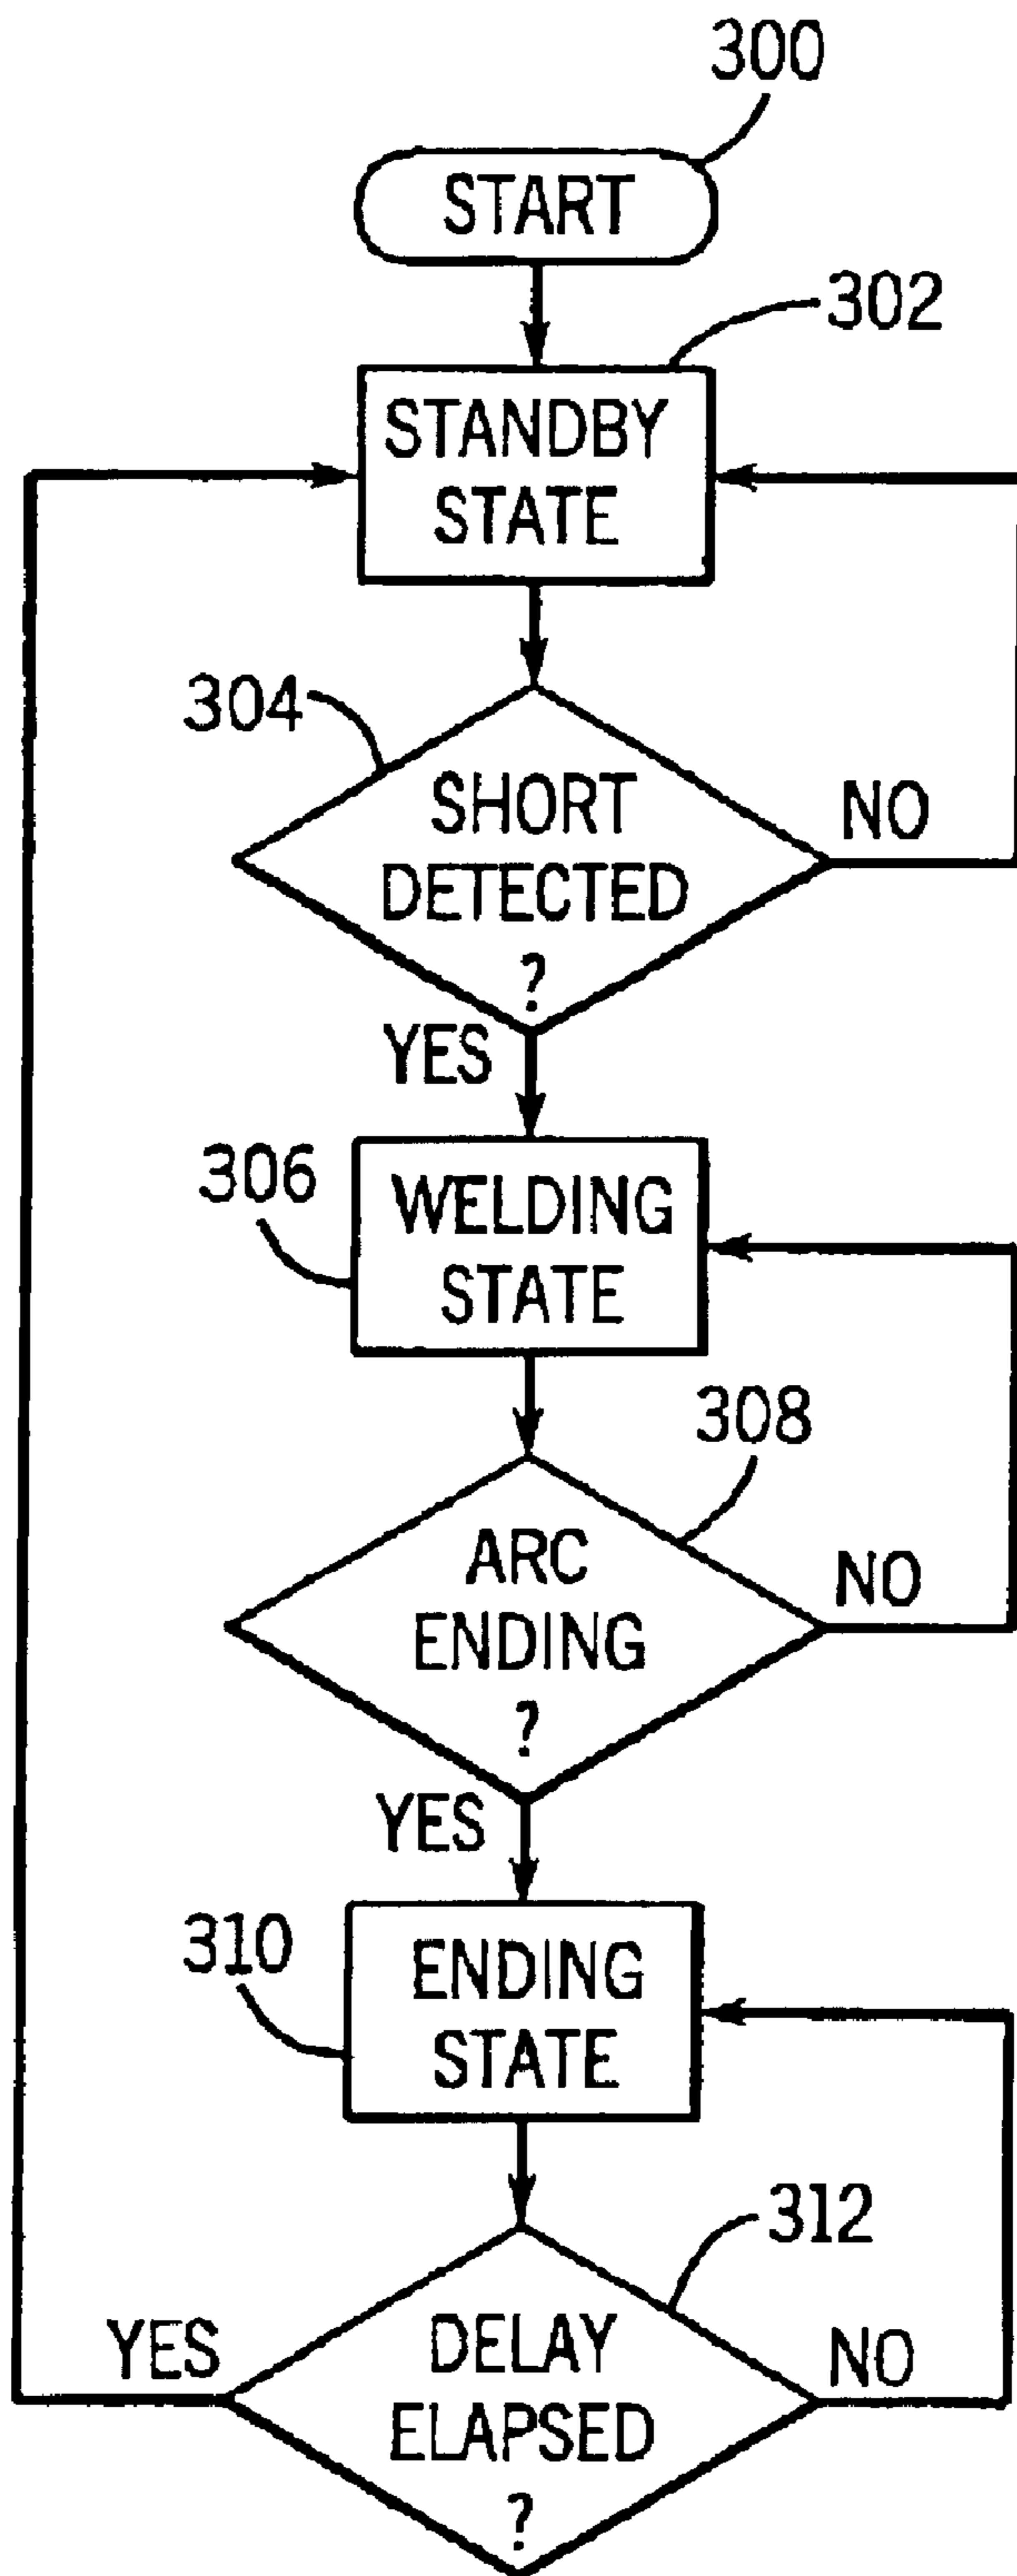 300
START
302
STANDBY
STATE
304
SHORT
DETECTED
?
NO
YES
306
WELDING
STATE
308
ARC
ENDING
?
NO
YES
310
ENDING
STATE
312
YES
DELAY
ELAPSED
?
NO